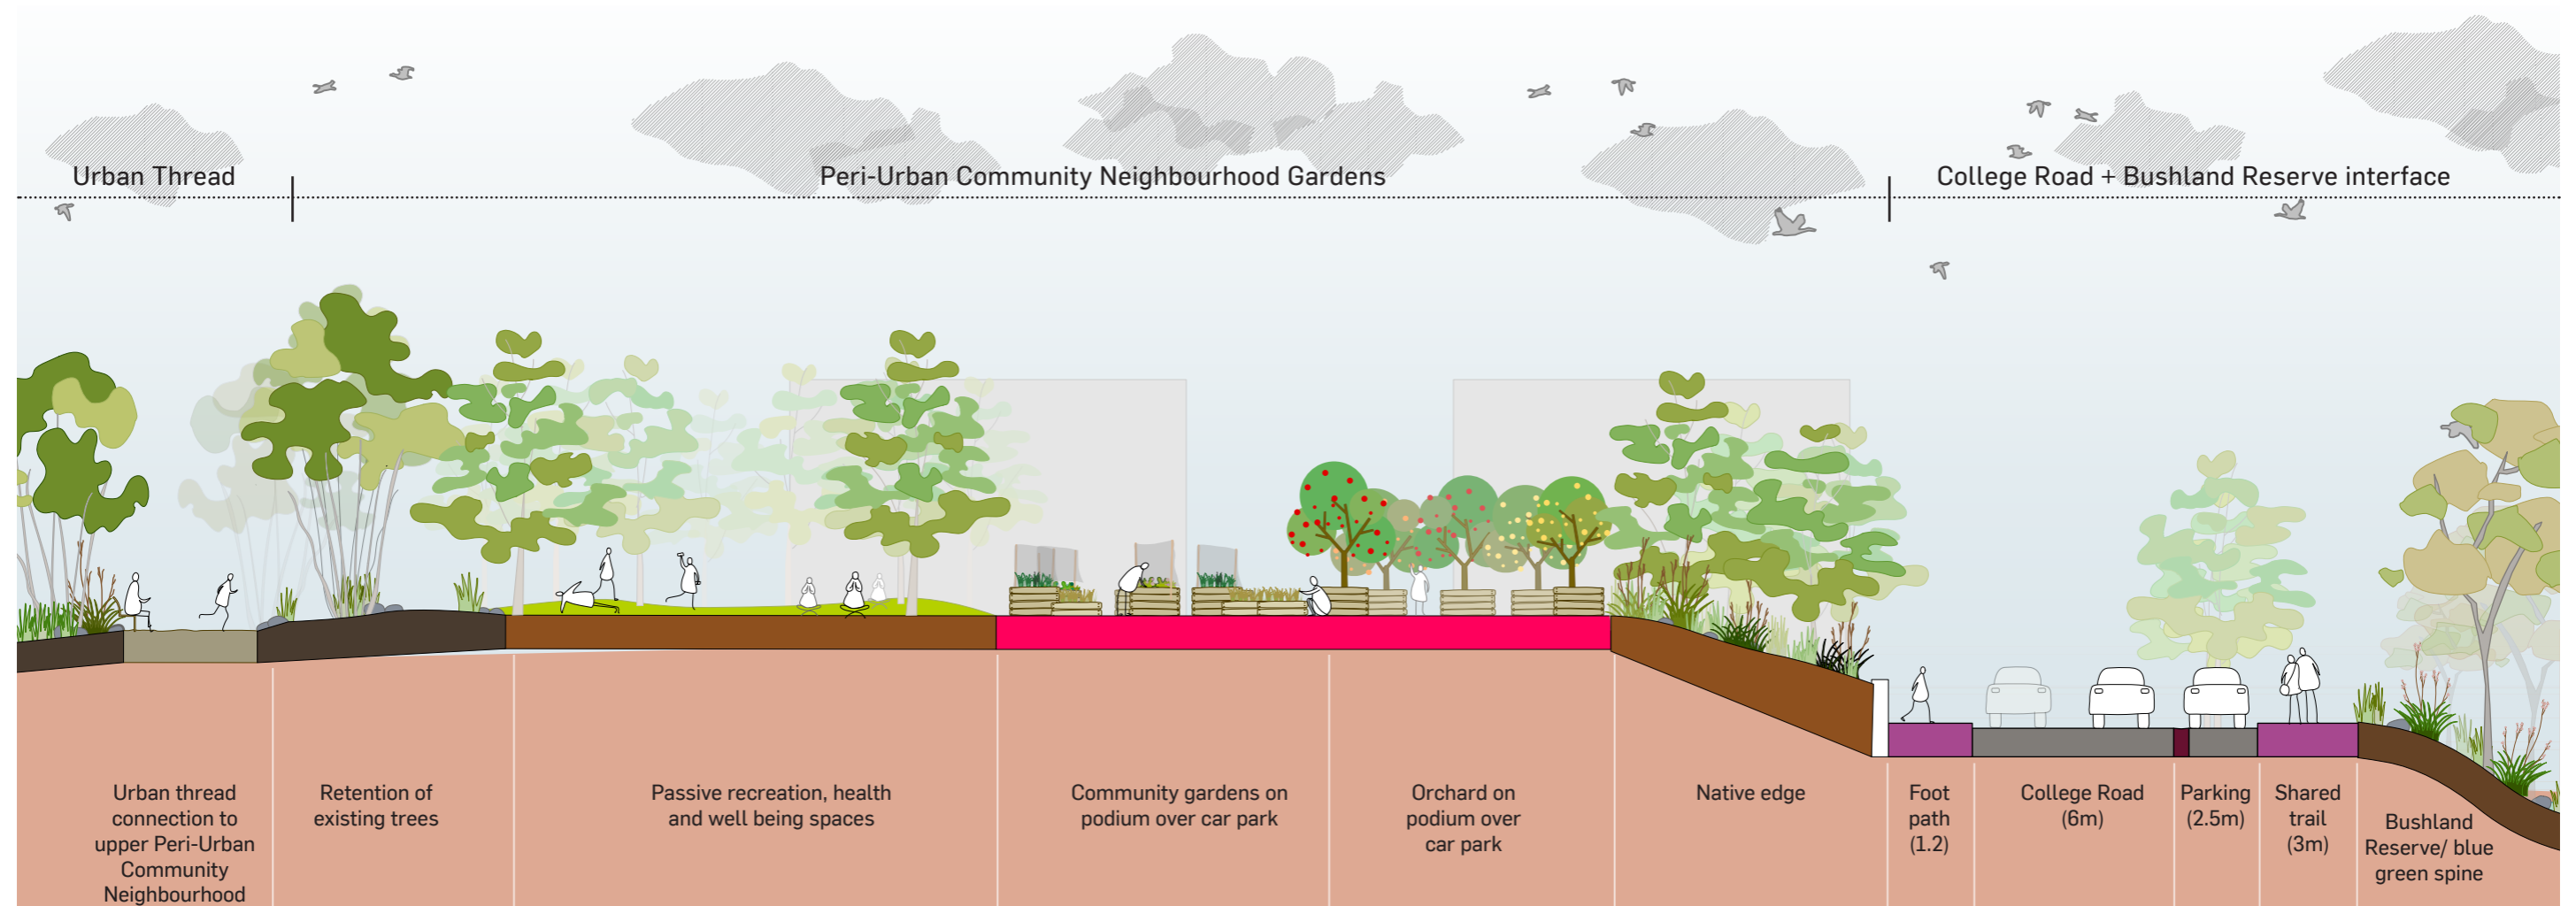 Urban Thread
Peri-Urban Community Neighbourhood Gardens
College Road + Bushland Reserve interface
Urban thread
connection to
upper Peri-Urban
Community
Neighbourhood
Retention of
existing trees
Passive recreation, health
and well being spaces
Community gardens on
podium over car park
Orchard on
podium over
car park
Native edge
Foot
path
(1.2)
College Road
(6m)
Parking
(2.5m)
Shared
trail
(3m)
Bushland
Reserve/ blue
green spine